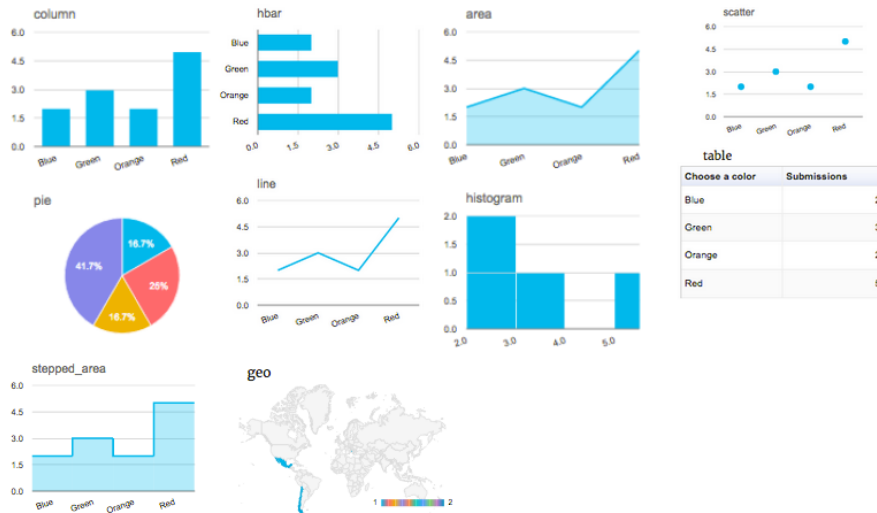 column
6.0
4.5
3.0
1.5
0.0
Blue Green Orange Red
hbar
Blue
Green
Orange
Red
0.0 1.5 3.0 4.5 6.0
area
6.0
4.5
3.0
1.5
0.0
Blue Green Orange Red
scatter
6.0
4.5
3.0
1.5
0.0
Blue Green Orange Red
table
Choose a color Submissions
Blue
Green
Orange
Red
pie
16.7%
41.7%
25%
16.7%
line
6.0
4.5
3.0
1.5
0.0
Blue Green Orange Red
histogram
2.0
1.5
1.0
0.5
0.0
2.0 3.0 4.0 5.0
stepped_area
6.0
4.5
3.0
1.5
0.0
Blue Green Orange Red
geo
1 2